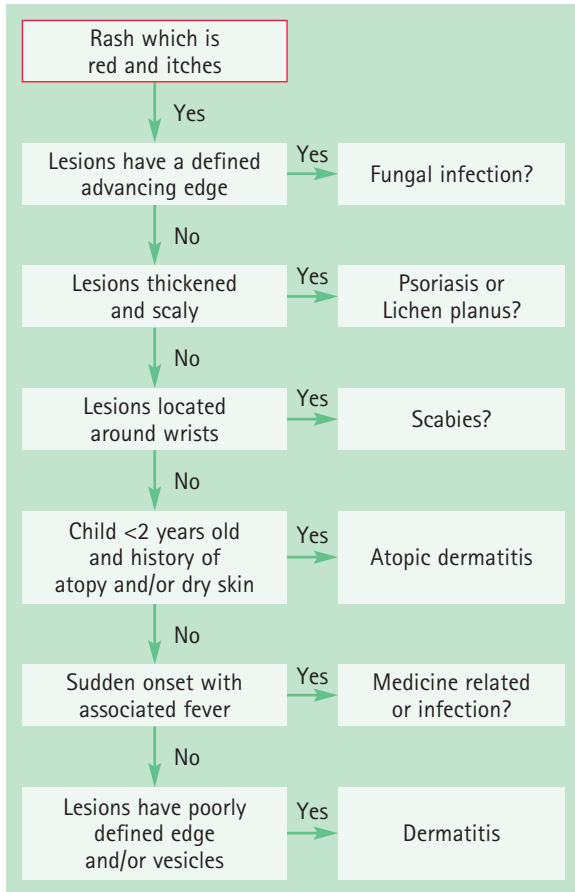 Rash which is
red and itches
Yes
Lesions have a defined
advancing edge
Yes
Fungal infection?
No
Lesions thickened
and scaly
Yes
Psoriasis or
Lichen planus?
No
Lesions located
around wrists
Yes
Scabies?
No
Child <2 years old
and history of
atopy and/or dry skin
Yes
Atopic dermatitis
No
Sudden onset with
associated fever
Yes
Medicine related
or infection?
No
Lesions have poorly
defined edge
and/or vesicles
Yes
Dermatitis